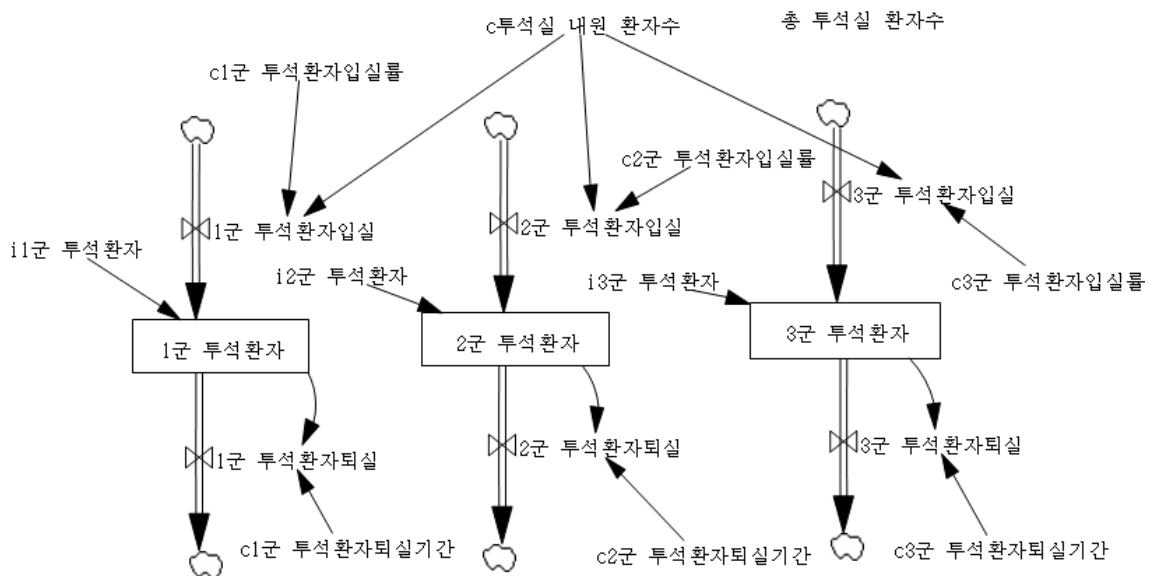 c투석실 내원 환자수
총 투석실 환자수
c1군 투석환자입실률
c2군 투석환자입실률
3군 투석환자입실
1군 투석환자입실
2군 투석환자입실
i1군 투석환자
i2군 투석환자
i3군 투석환자
c3군 투석환자입실률
1군 투석환자
2군 투석환자
3군 투석환자
1군 투석환자퇴실
2군 투석환자퇴실
3군 투석환자퇴실
c1군 투석환자퇴실기간
c2군 투석환자퇴실기간
c3군 투석환자퇴실기간